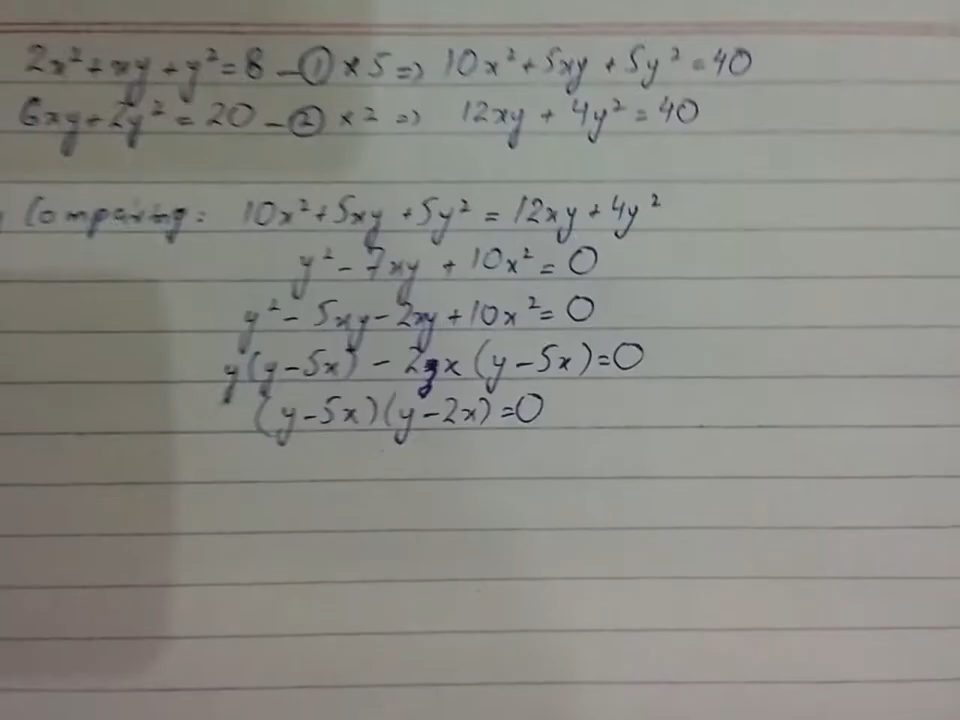 2x² + xy + y² = 8 – ① × 5 ⇒ 10x² + 5xy + 5y² = 40
6xy + 2y² = 20 – ② × 2 ⇒ 12xy + 4y² = 40
Comparing: 10x² + 5xy + 5y² = 12xy + 4y²
y² – 7xy + 10x² = 0
y² – 5xy – 2xy + 10x² = 0
y(y – 5x) – 2x(y – 5x) = 0
(y – 5x)(y – 2x) = 0